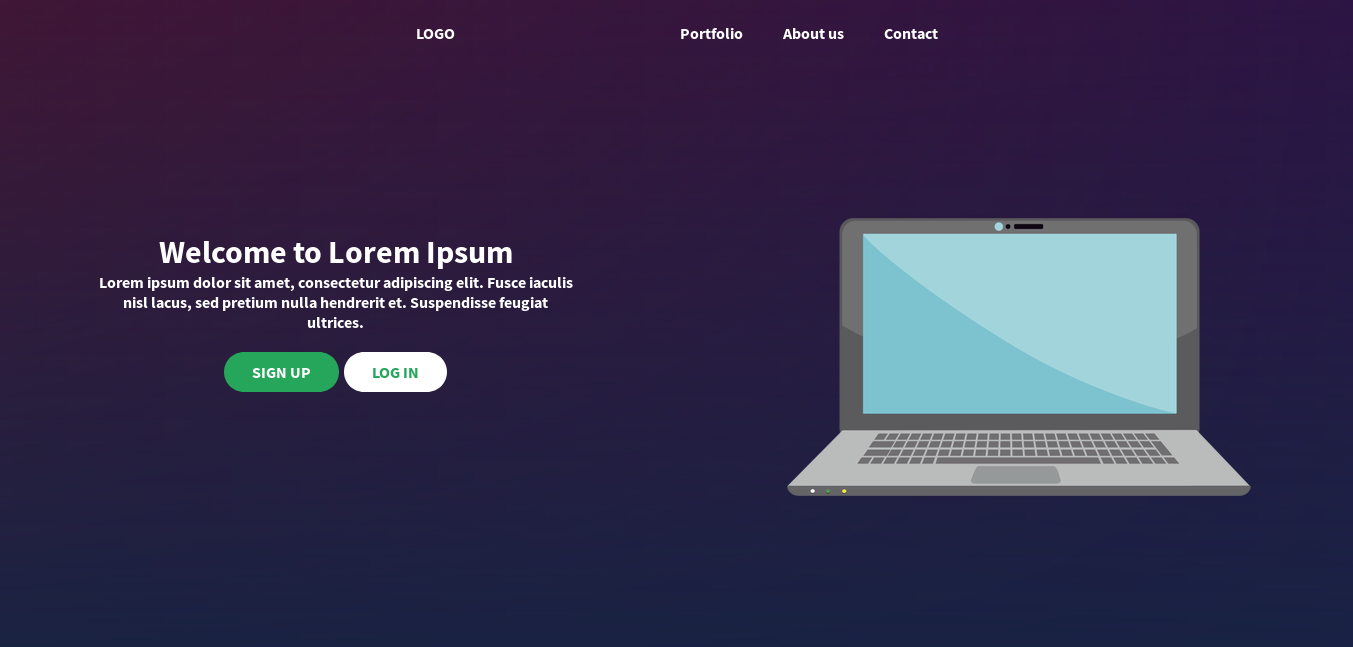 LOGO
Portfolio
About us
Contact
Welcome to Lorem Ipsum
Lorem ipsum dolor sit amet, consectetur adipiscing elit. Fusce iaculis
nisl lacus, sed pretium nulla hendrerit et. Suspendisse feugiat
ultrices.
SIGN UP
LOG IN